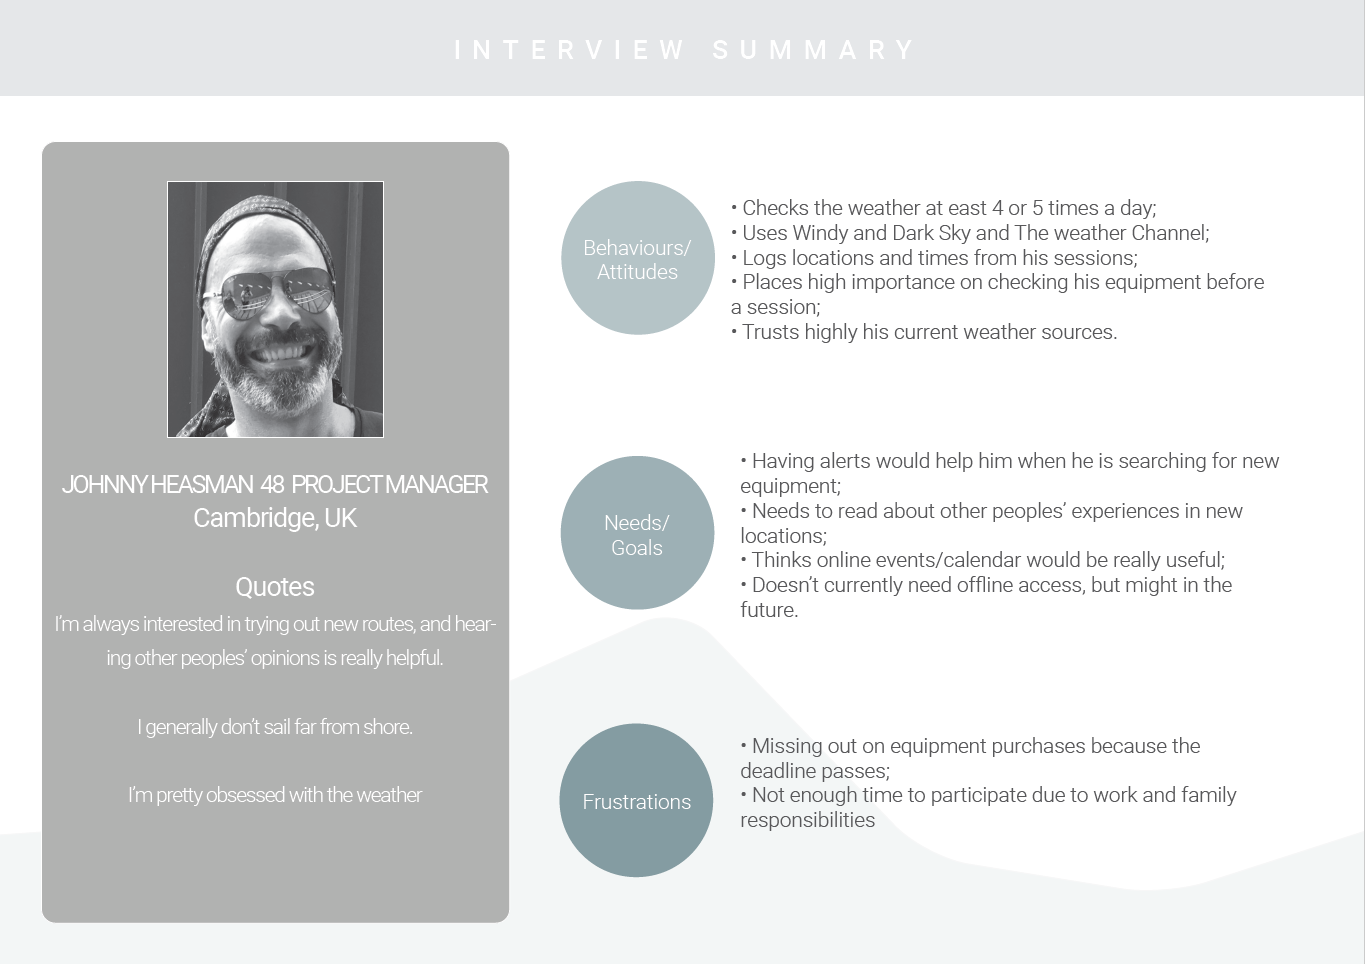 INTERVIEW SUMMARY
JOHNNY HEASMAN 48 PROJECT MANAGER
Cambridge, UK
Quotes
I’m always interested in trying out new routes, and hear-
ing other peoples’ opinions is really helpful.
I generally don’t sail far from shore.
I’m pretty obsessed with the weather
Behaviours/
Attitudes
• Checks the weather at east 4 or 5 times a day;
• Uses Windy and Dark Sky and The weather Channel;
• Logs locations and times from his sessions;
• Places high importance on checking his equipment before
a session;
• Trusts highly his current weather sources.
Needs/
Goals
• Having alerts would help him when he is searching for new
equipment;
• Needs to read about other peoples’ experiences in new
locations;
• Thinks online events/calendar would be really useful;
• Doesn’t currently need offline access, but might in the
future.
Frustrations
• Missing out on equipment purchases because the
deadline passes;
• Not enough time to participate due to work and family
responsibilities